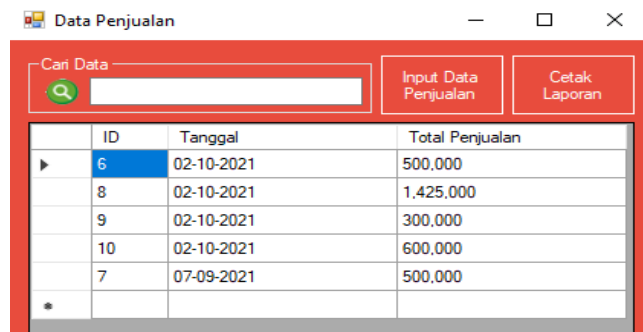 Data Penjualan
Cari Data
Input Data
Penjualan
Cetak
Laporan
ID Tanggal Total Penjualan
6 02-10-2021 500,000
8 02-10-2021 1,425,000
9 02-10-2021 300,000
10 02-10-2021 600,000
7 07-09-2021 500,000